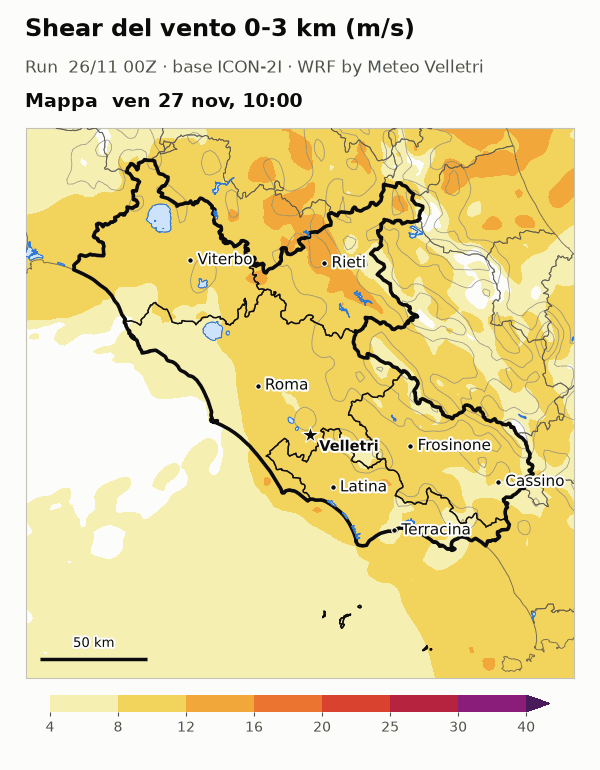 Shear del vento 0-3 km (m/s)
Run  26/11 00Z · base ICON-2I · WRF by Meteo Velletri
Mappa  ven 27 nov, 10:00
Viterbo
Rieti
Roma
Velletri
Frosinone
Cassino
Latina
Terracina
50 km
4 8 12 16 20 25 30 40